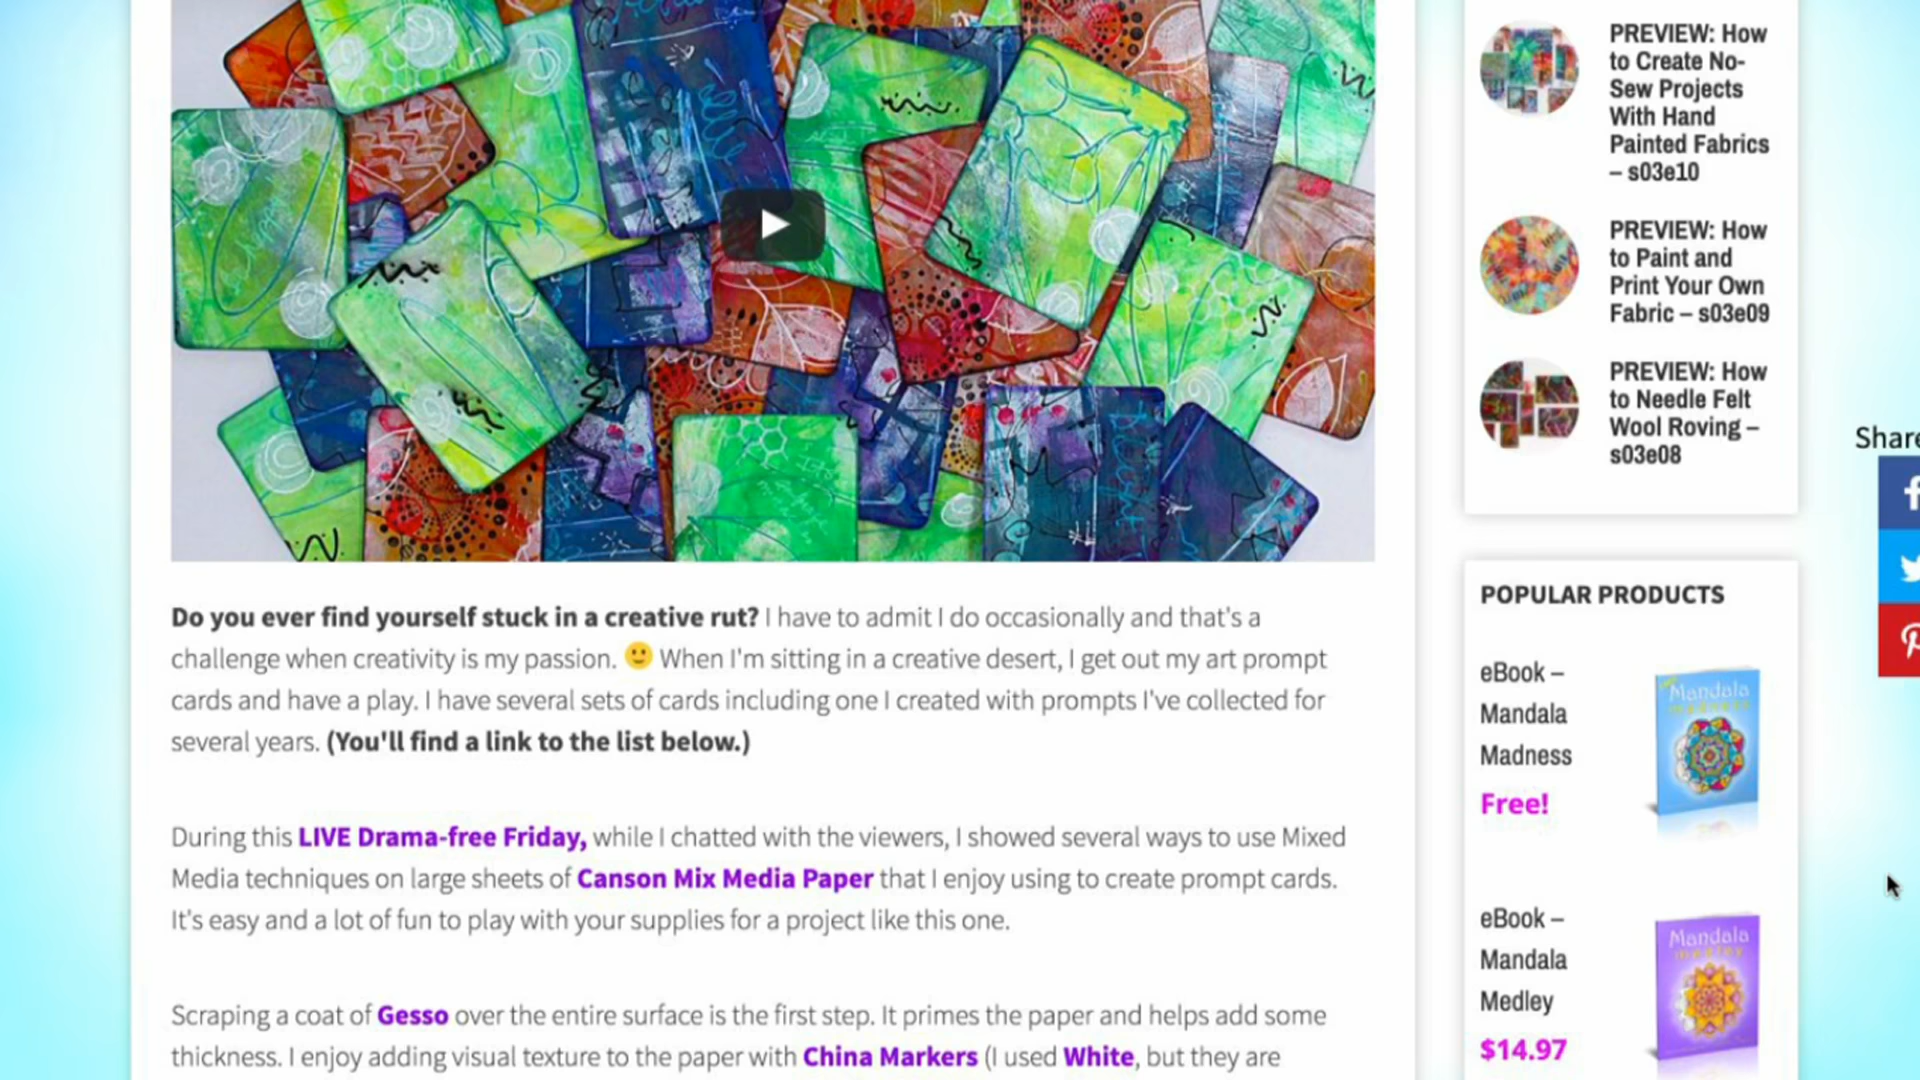 Do you ever find yourself stuck in a creative rut? I have to admit I do occasionally and that's a
challenge when creativity is my passion. 🙂 When I'm sitting in a creative desert, I get out my art prompt
cards and have a play. I have several sets of cards including one I created with prompts I've collected for
several years. (You'll find a link to the list below.)
During this LIVE Drama-free Friday, while I chatted with the viewers, I showed several ways to use Mixed
Media techniques on large sheets of Canson Mix Media Paper that I enjoy using to create prompt cards.
It's easy and a lot of fun to play with your supplies for a project like this one.
Scraping a coat of Gesso over the entire surface is the first step. It primes the paper and helps add some
thickness. I enjoy adding visual texture to the paper with China Markers (I used White, but they are
PREVIEW: How
to Create No-
Sew Projects
With Hand
Painted Fabrics
– s03e10
PREVIEW: How
to Paint and
Print Your Own
Fabric – s03e09
PREVIEW: How
to Needle Felt
Wool Roving –
s03e08
POPULAR PRODUCTS
eBook –
Mandala
Madness
Free!
Mandala
eBook –
Mandala
Medley
$14.97
Mandala
Share